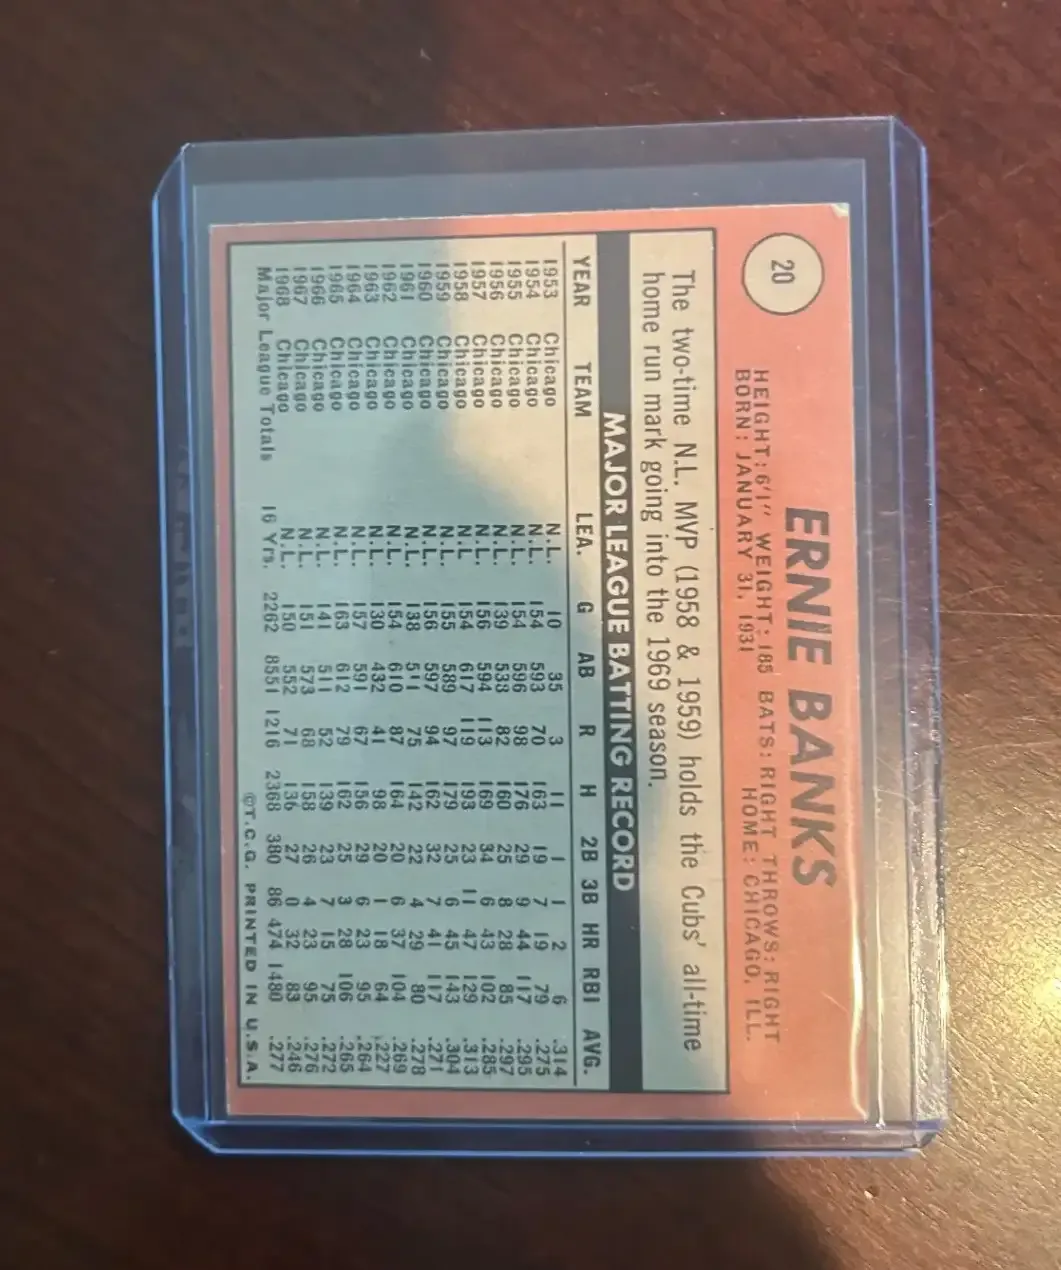 20
ERNIE BANKS
HEIGHT: 6'1" WEIGHT: 185 BATS: RIGHT THROWS: RIGHT
BORN: JANUARY 31, 1931 HOME: CHICAGO, ILL.
The two-time N.L. MVP (1958 & 1959) holds the Cubs' all-time
home run mark going into the 1969 season.
MAJOR LEAGUE BATTING RECORD
YEAR TEAM LEA. G AB R H 2B 3B HR RBI AVG.
1953 Chicago N.L. 10 35 3 11 1 1 2 6 .314
1954 Chicago N.L. 154 593 70 163 19 7 19 79 .275
1955 Chicago N.L. 154 596 98 176 29 9 44 117 .295
1956 Chicago N.L. 139 538 82 160 25 8 28 85 .297
1957 Chicago N.L. 156 594 113 169 34 6 43 102 .285
1958 Chicago N.L. 154 617 119 193 23 11 47 129 .313
1959 Chicago N.L. 155 589 97 179 25 6 45 143 .304
1960 Chicago N.L. 156 597 94 162 32 7 41 117 .271
1961 Chicago N.L. 138 511 75 142 22 4 29 80 .278
1962 Chicago N.L. 154 610 87 164 20 6 37 104 .269
1963 Chicago N.L. 130 432 41 98 20 1 18 64 .227
1964 Chicago N.L. 157 591 67 156 29 6 23 95 .264
1965 Chicago N.L. 163 612 79 162 25 3 28 106 .265
1966 Chicago N.L. 141 511 52 139 23 7 15 75 .272
1967 Chicago N.L. 151 573 68 158 26 4 23 95 .276
1968 Chicago N.L. 150 552 71 136 27 0 32 83 .246
Major League Totals 16 Yrs. 2262 8551 1216 2368 380 86 474 1480 .277
©T.C.G. PRINTED IN U.S.A.